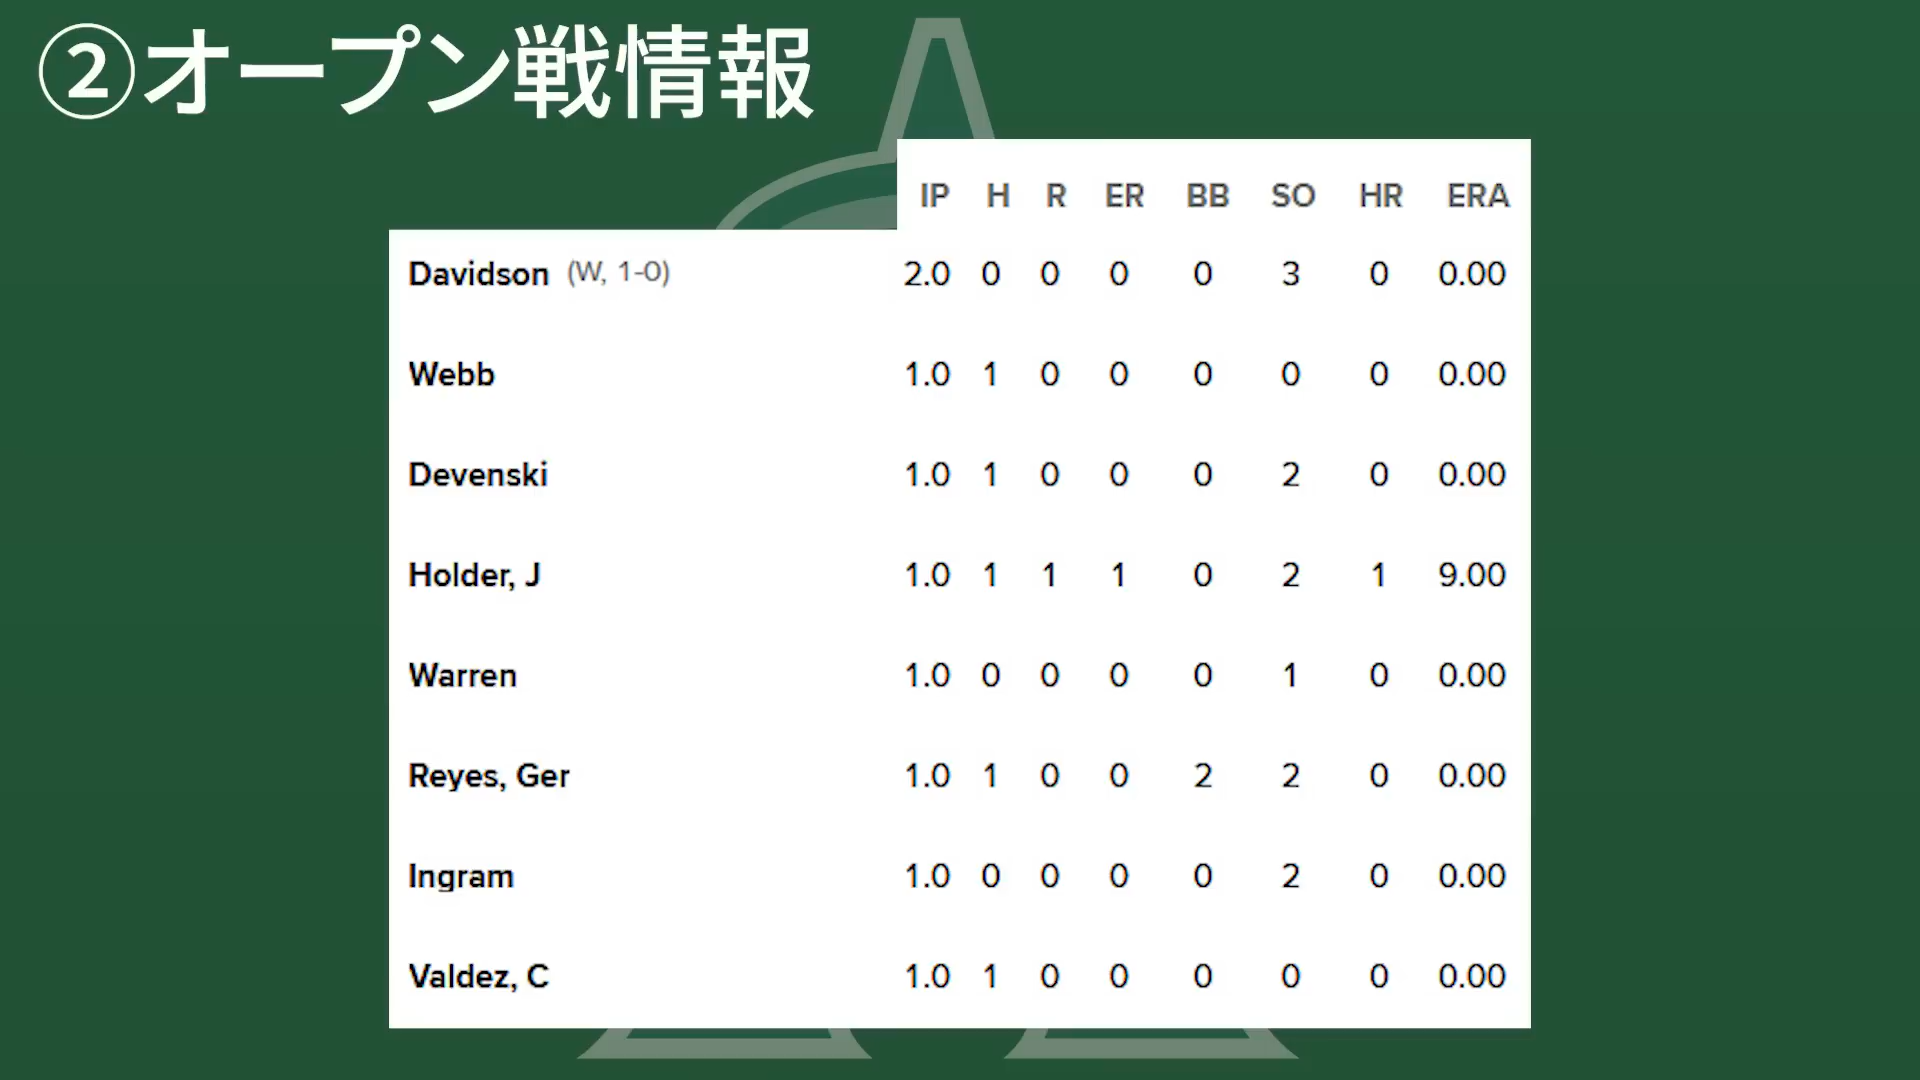 ②オープン戦情報
IP H R ER BB SO HR ERA
Davidson (W, 1-0) 2.0 0 0 0 0 3 0 0.00
Webb 1.0 1 0 0 0 0 0 0.00
Devenski 1.0 1 0 0 0 2 0 0.00
Holder, J 1.0 1 1 1 0 2 1 9.00
Warren 1.0 0 0 0 0 1 0 0.00
Reyes, Ger 1.0 1 0 0 2 2 0 0.00
Ingram 1.0 0 0 0 0 2 0 0.00
Valdez, C 1.0 1 0 0 0 0 0 0.00